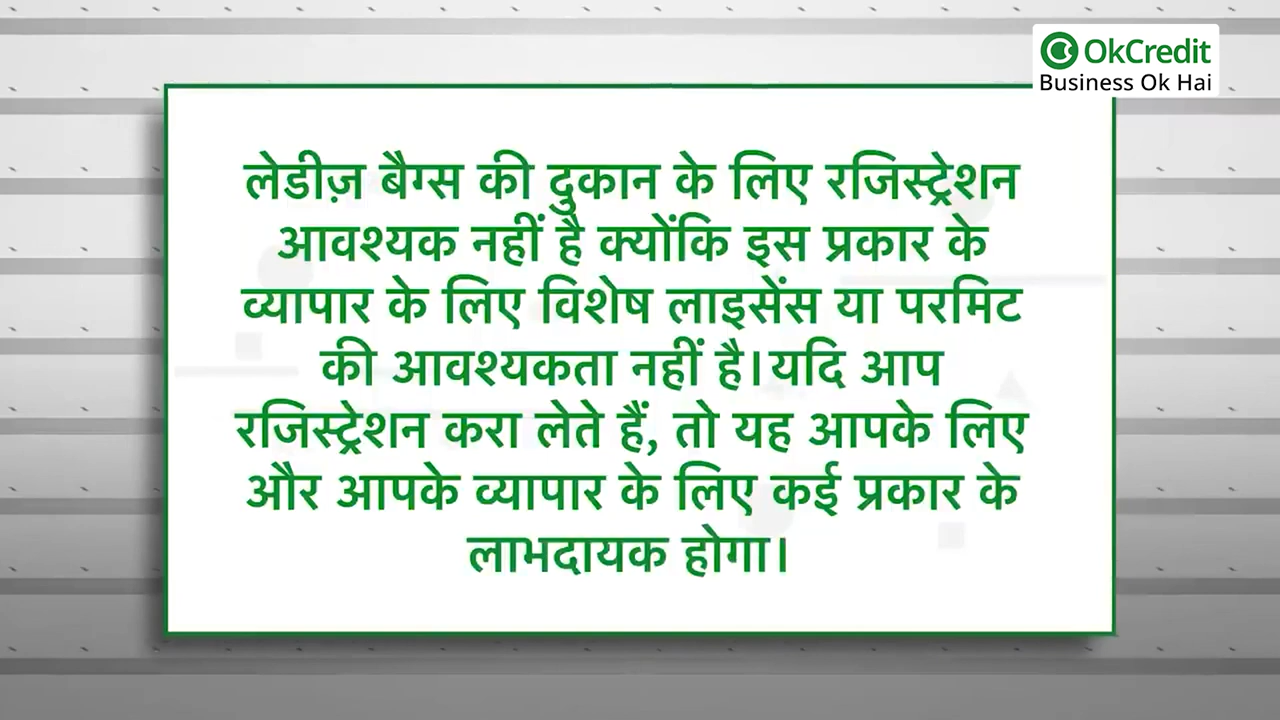 OkCredit
Business Ok Hai
लेडीज़ बैग्स की दुकान के लिए रजिस्ट्रेशन
आवश्यक नहीं है क्योंकि इस प्रकार के
व्यापार के लिए विशेष लाइसेंस या परमिट
की आवश्यकता नहीं है।यदि आप
रजिस्ट्रेशन करा लेते हैं, तो यह आपके लिए
और आपके व्यापार के लिए कई प्रकार के
लाभदायक होगा।